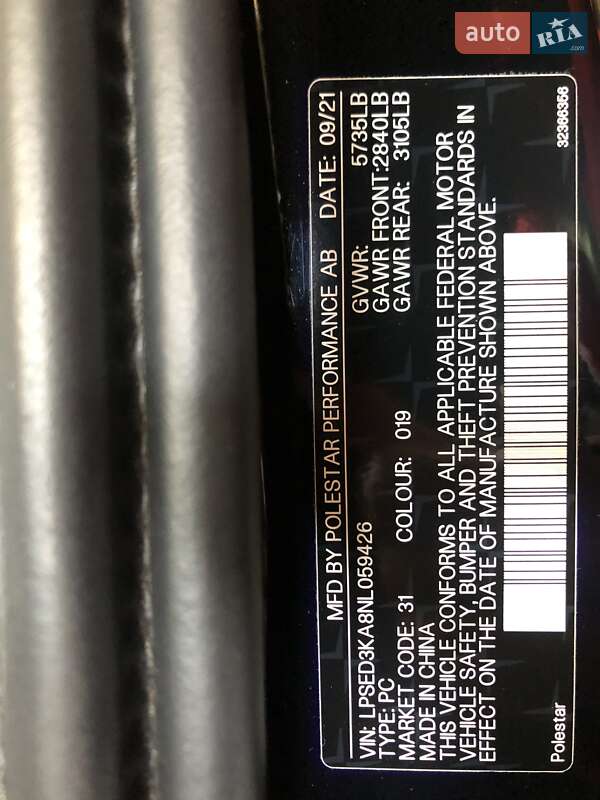 auto RIA.com
MFD BY POLESTAR PERFORMANCE AB DATE: 09/21
VIN: LPSED3KA8NL059426 GVWR: 5735LB
TYPE: PC GAWR FRONT:2840LB
MARKET CODE: 31 COLOUR: 019 GAWR REAR: 3105LB
MADE IN CHINA
THIS VEHICLE CONFORMS TO ALL APPLICABLE FEDERAL MOTOR
VEHICLE SAFETY, BUMPER AND THEFT PREVENTION STANDARDS IN
EFFECT ON THE DATE OF MANUFACTURE SHOWN ABOVE.
Polestar 32366356